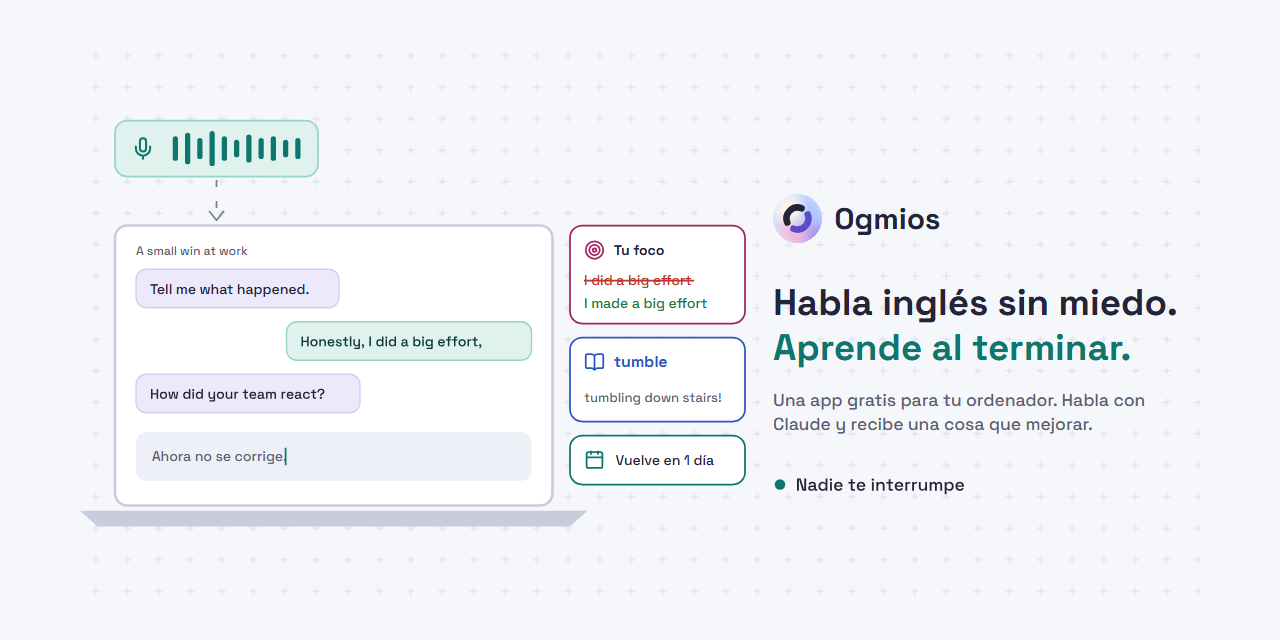 A small win at work
Tell me what happened.
Honestly, I did a big effort,
How did your team react?
Ahora no se corrige.
Tu foco
I did a big effort
I made a big effort
tumble
tumbling down stairs!
Vuelve en 1 día
Ogmios
Habla inglés sin miedo.
Aprende al terminar.
Una app gratis para tu ordenador. Habla con
Claude y recibe una cosa que mejorar.
Nadie te interrumpe